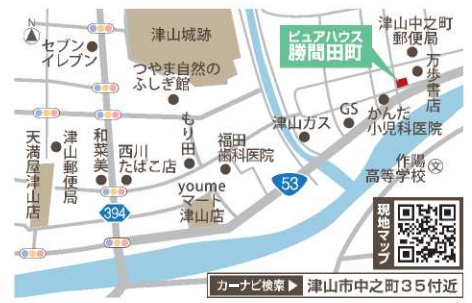 N
セブン
イレブン
津山城跡
つやま自然の
ふしぎ館
ピュアハウス
勝間田町
津山中之町
郵便局
万歩書店
かんだ
小児科医院
GS
津山ガス
作陽
高等学校
文
天満屋津山店
津山郵便局
和菜美
西川
たばこ店
もり田
福田
歯科医院
youme
マート
津山店
53
394
現地マップ
カーナビ検索▶ 津山市中之町35付近